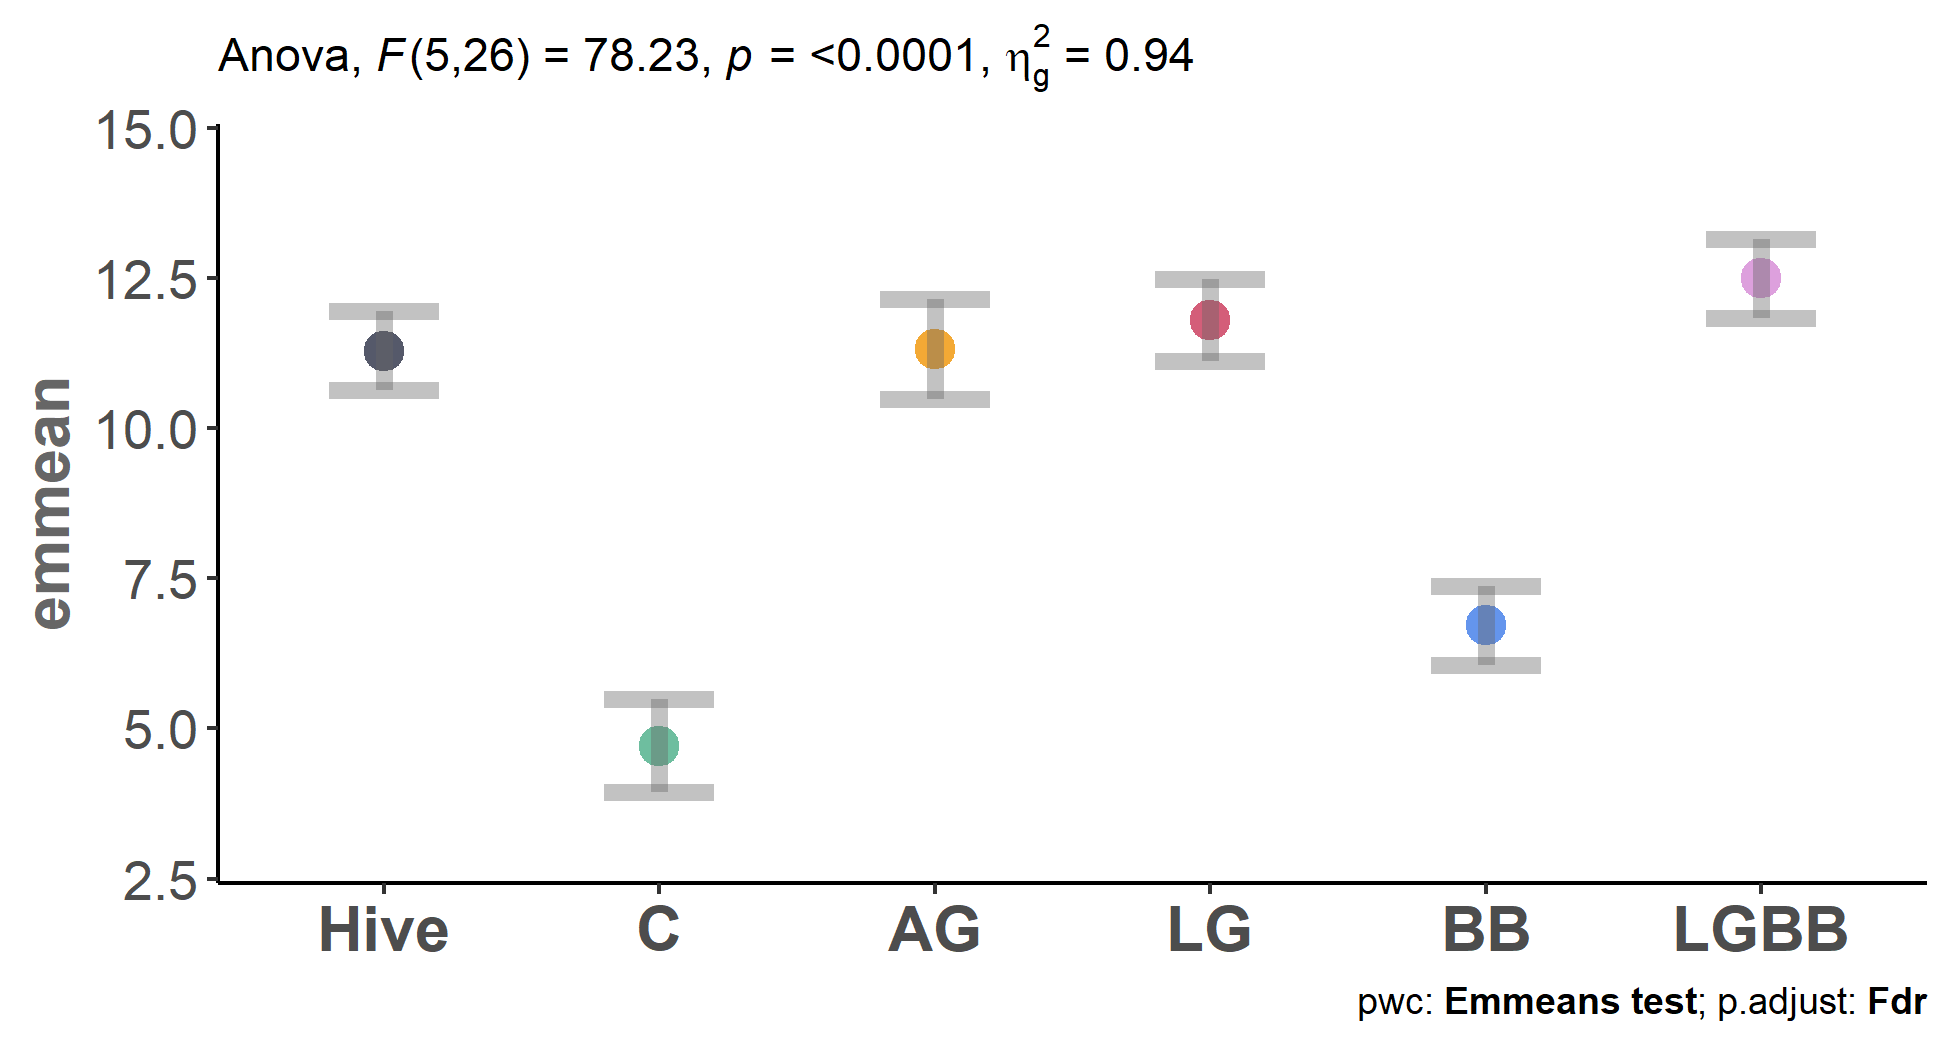 Anova, F(5,26) = 78.23, p = <0.0001, η²g = 0.94
15.0
12.5
10.0
7.5
5.0
2.5
emmean
Hive C AG LG BB LGBB
pwc: Emmeans test; p.adjust: Fdr